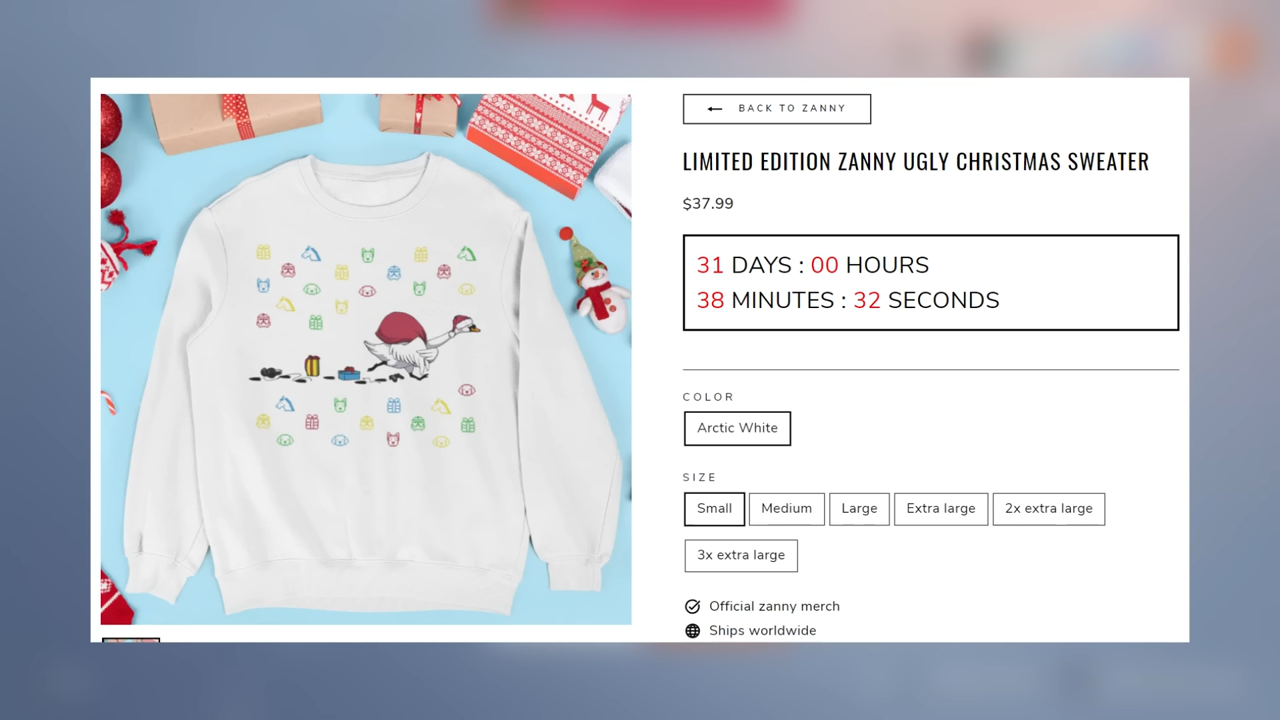 BACK TO ZANNY
LIMITED EDITION ZANNY UGLY CHRISTMAS SWEATER
$37.99
31 DAYS : 00 HOURS
38 MINUTES : 32 SECONDS
COLOR
Arctic White
SIZE
Small Medium Large Extra large 2x extra large
3x extra large
Official zanny merch
Ships worldwide